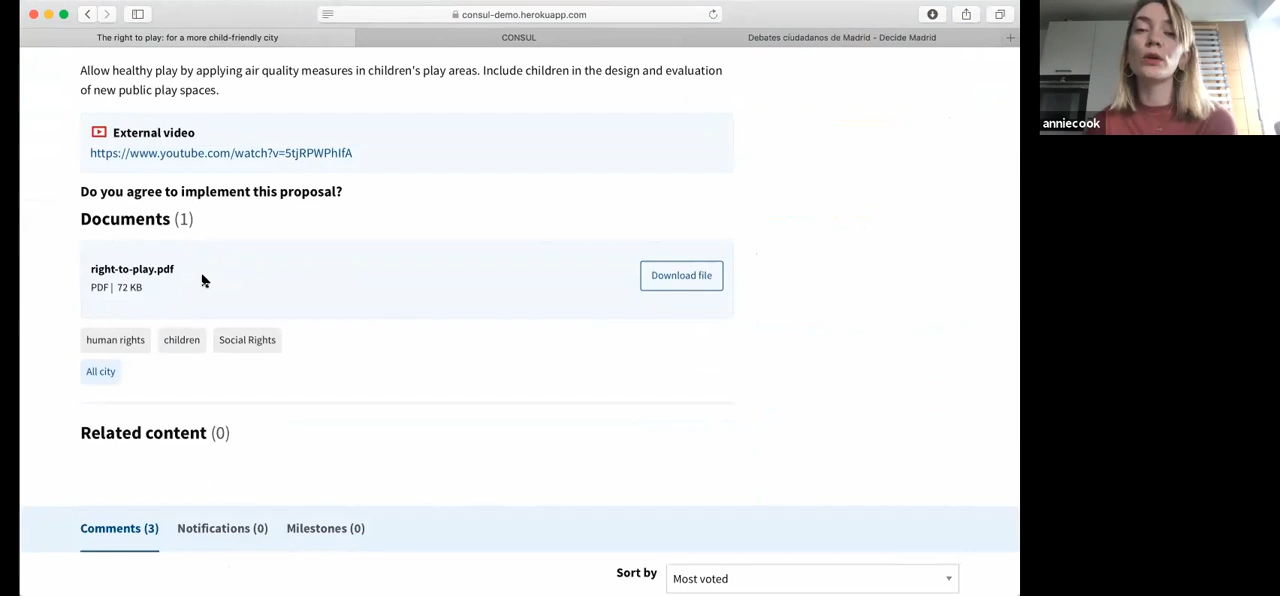 consul-demo.herokuapp.com
The right to play: for a more child-friendly city
CONSUL
Debates ciudadanos de Madrid - Decide Madrid
Allow healthy play by applying air quality measures in children's play areas. Include children in the design and evaluation
of new public play spaces.
External video
https://www.youtube.com/watch?v=5tjRPWPhIfA
Do you agree to implement this proposal?
Documents (1)
right-to-play.pdf
PDF | 72 KB
Download file
human rights
children
Social Rights
All city
Related content (0)
Comments (3)
Notifications (0)
Milestones (0)
Sort by
Most voted
anniecook